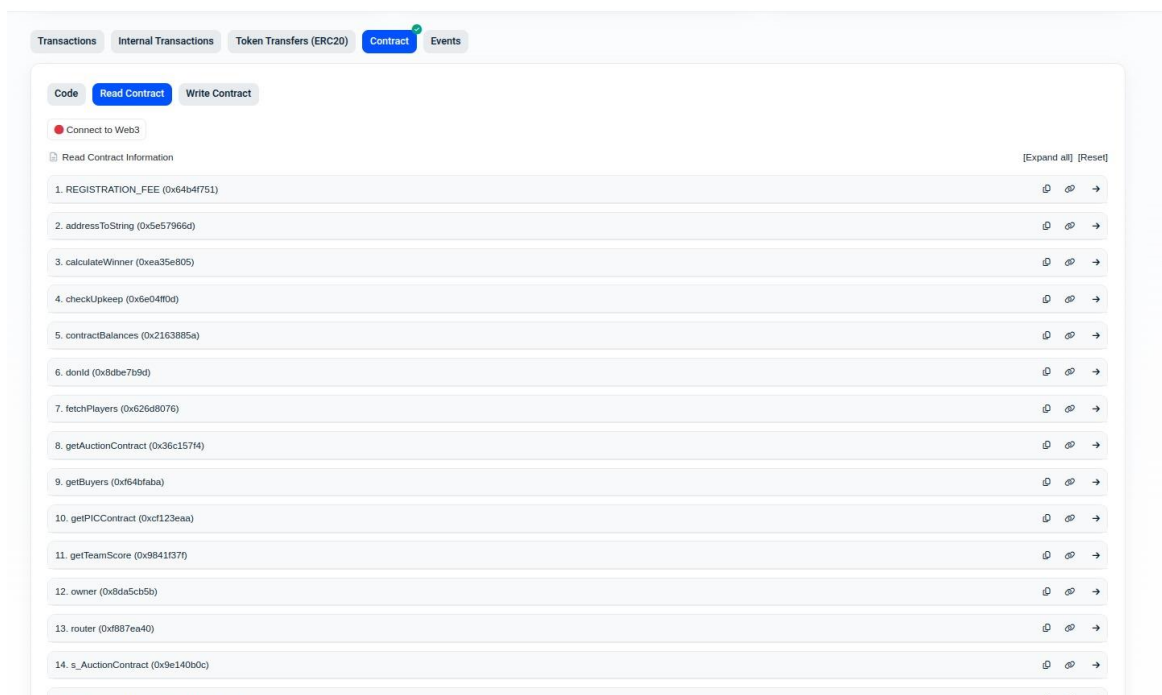 Transactions Internal Transactions Token Transfers (ERC20) Contract Events
Code Read Contract Write Contract
Connect to Web3
Read Contract Information [Expand all] [Reset]
1. REGISTRATION_FEE (0x64b4f751)
2. addressToString (0x5e57966d)
3. calculateWinner (0xea35e805)
4. checkUpkeep (0x6e04ff0d)
5. contractBalances (0x2163885a)
6. donId (0x8dbe7b9d)
7. fetchPlayers (0x626d8076)
8. getAuctionContract (0x36c157f4)
9. getBuyers (0xf64bfaba)
10. getPICContract (0xcf123eaa)
11. getTeamScore (0x9841f37f)
12. owner (0x8da5cb5b)
13. router (0xf887ea40)
14. s_AuctionContract (0x9e140b0c)